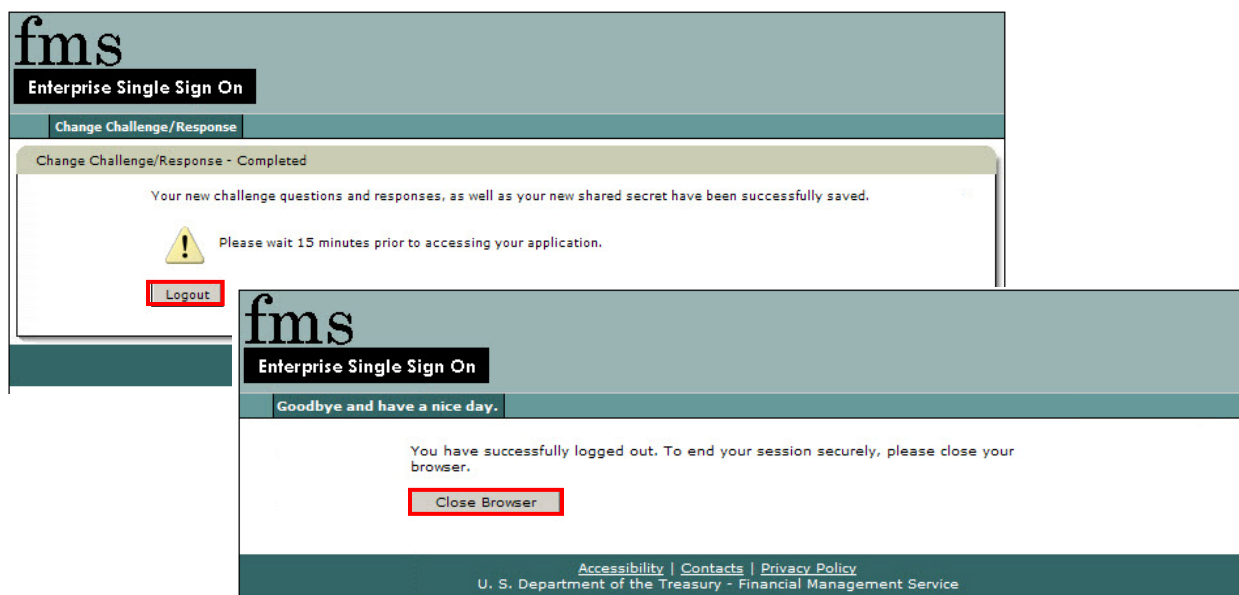 fms
Enterprise Single Sign On
Change Challenge/Response
Change Challenge/Response - Completed
Your new challenge questions and responses, as well as your new shared secret have been successfully saved.
Please wait 15 minutes prior to accessing your application.
Logout
fms
Enterprise Single Sign On
Goodbye and have a nice day.
You have successfully logged out. To end your session securely, please close your
browser.
Close Browser
Accessibility | Contacts | Privacy Policy
U. S. Department of the Treasury - Financial Management Service